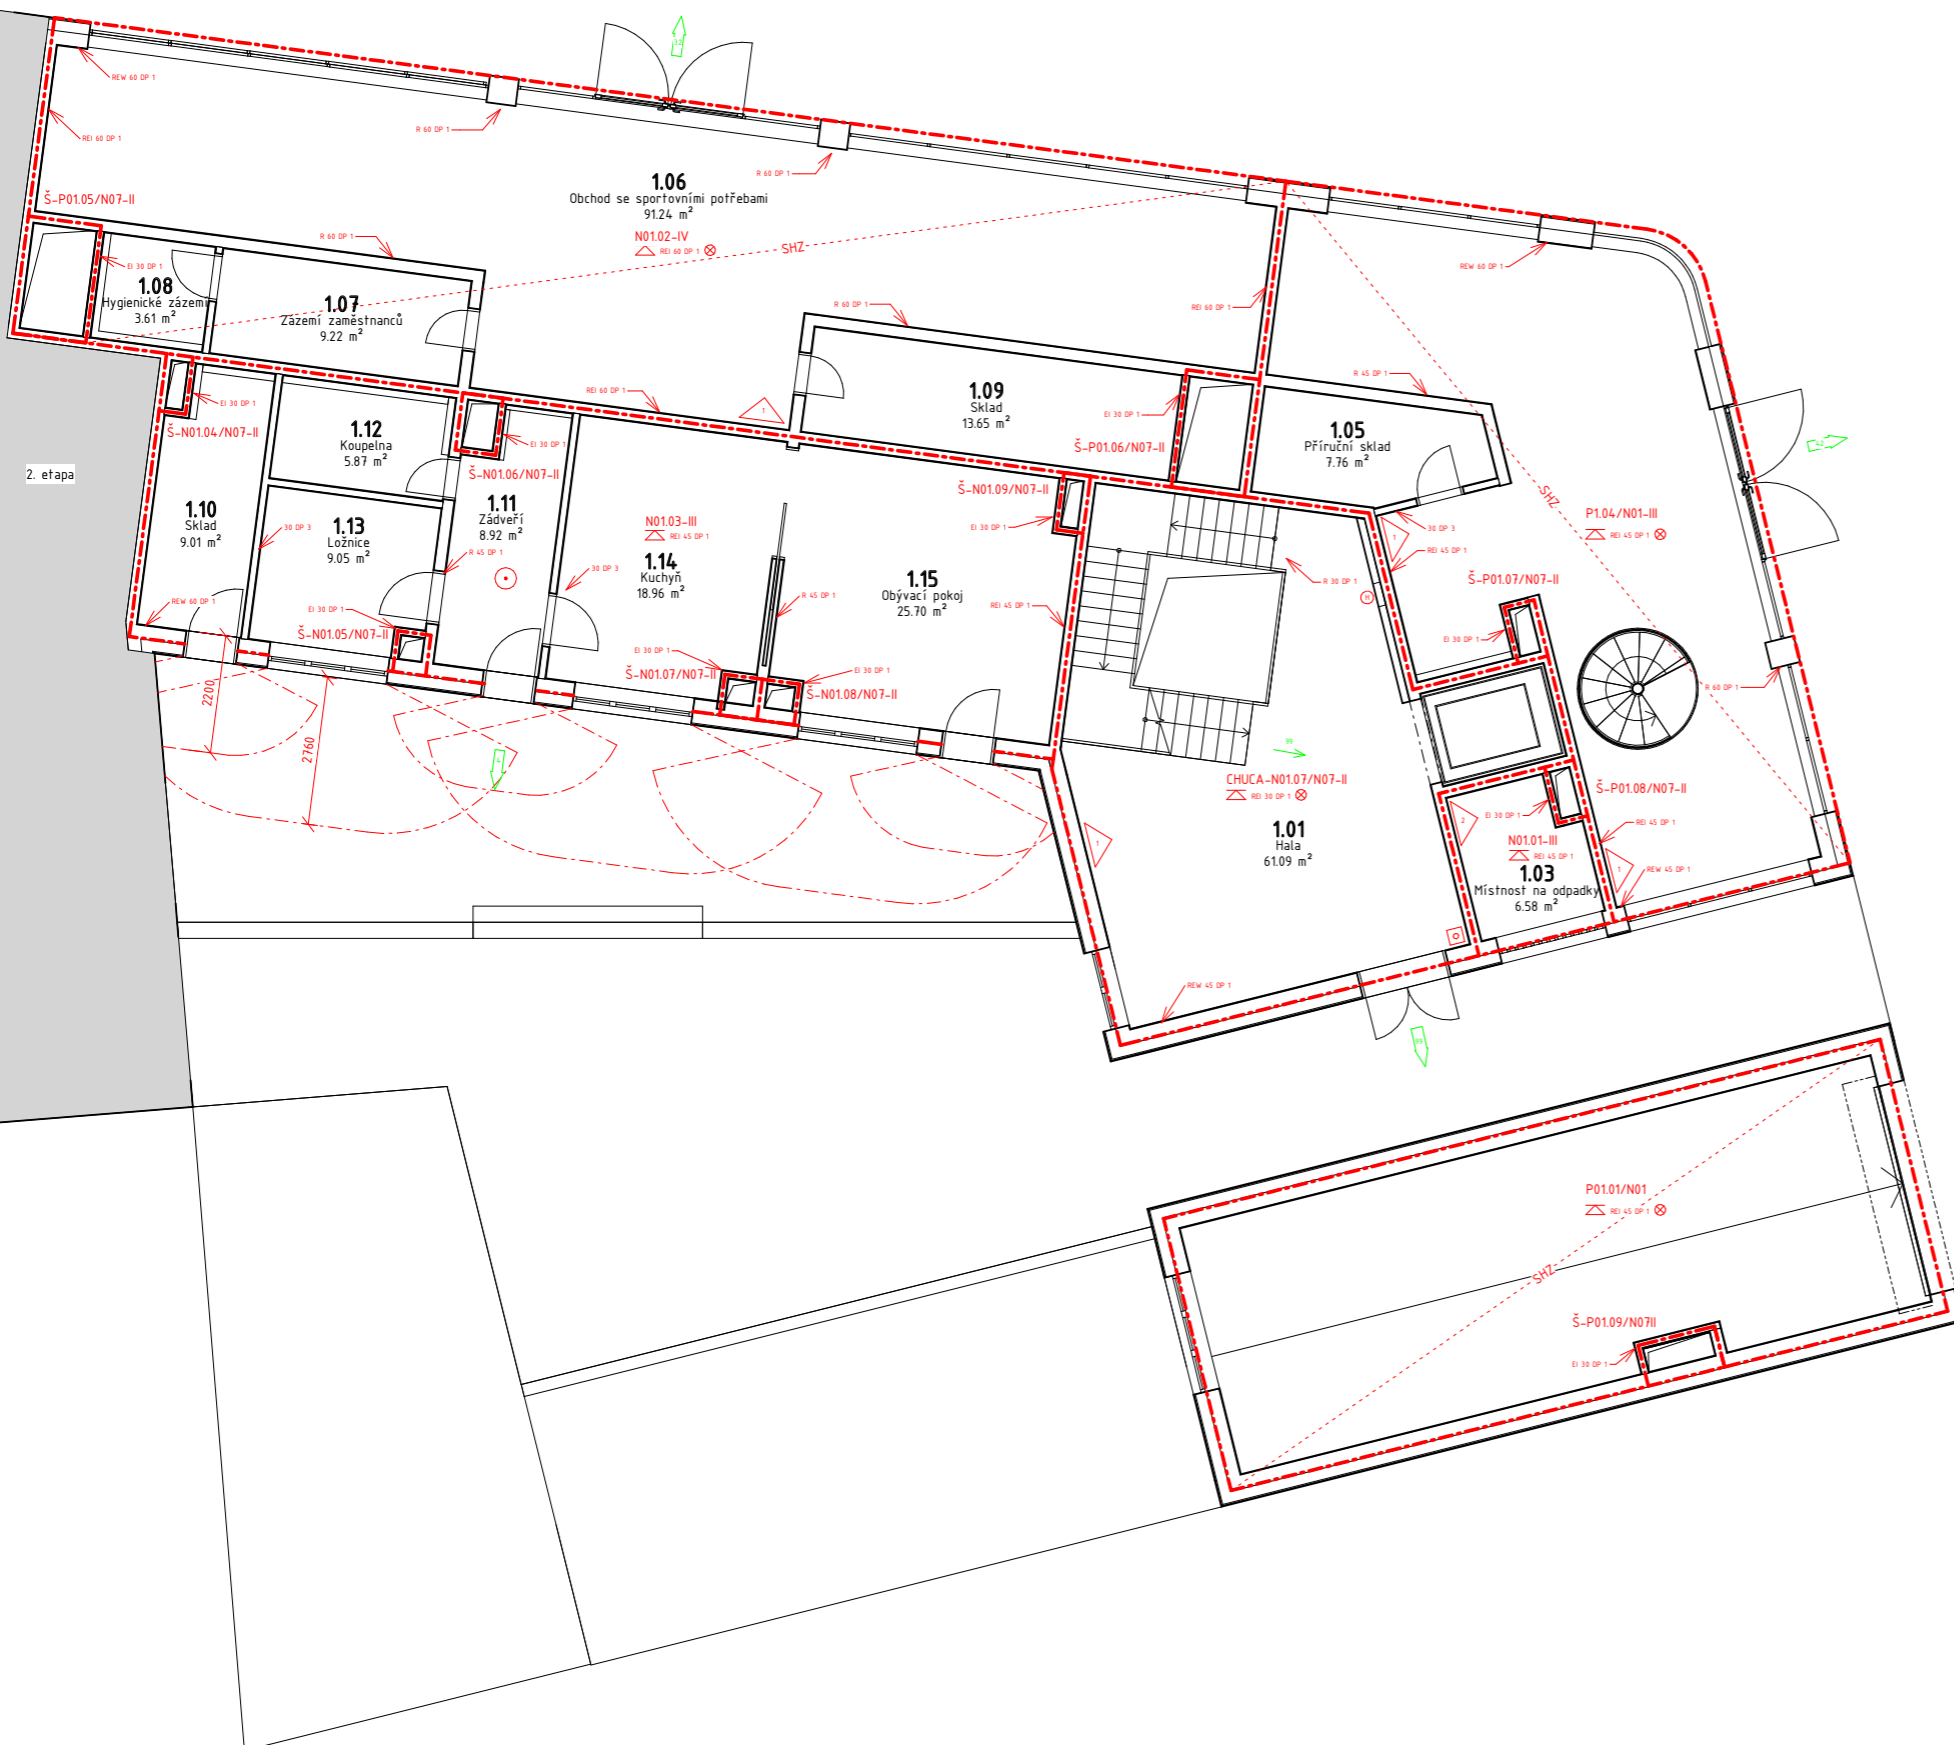 REW 60 DP 1
REI 60 DP 1
R 60 DP 1
R 60 DP 1
Š-P01.05/N07-II
1.06
Obchod se sportovními potřebami
91.24 m²
N01.02-IV
REI 60 DP 1
SHZ
R 60 DP 1
EI 30 DP 1
1.08
Hygienické zázemí
3.61 m²
1.07
Zázemí zaměstnanců
9.22 m²
REI 60 DP 1
R 60 DP 1
REW 60 DP 1
REI 60 DP 1
1
1.09
Sklad
13.65 m²
EI 30 DP 1
Š-P01.06/N07-II
R 45 DP 1
1.05
Příruční sklad
7.76 m²
EI 30 DP 1
Š-N01.04/N07-II
1.12
Koupelna
5.87 m²
EI 30 DP 1
Š-N01.06/N07-II
2. etapa
1.10
Sklad
9.01 m²
30 DP 3
1.13
Ložnice
9.05 m²
1.11
Zádveří
8.92 m²
R 45 DP 1
N01.03-III
REI 45 DP 1
1.14
Kuchyň
18.96 m²
30 DP 3
R 45 DP 1
1.15
Obývací pokoj
25.70 m²
Š-N01.09/N07-II
EI 30 DP 1
REI 45 DP 1
R 30 DP 1
H
1
30 DP 3
REI 45 DP 1
SHZ
P1.04/N01-III
REI 45 DP 1
Š-P01.07/N07-II
EI 30 DP 1
R 60 DP 1
REW 60 DP 1
EI 30 DP 1
Š-N01.05/N07-II
EI 30 DP 1
Š-N01.07/N07-II
EI 30 DP 1
Š-N01.08/N07-II
2200
2760
99
CHUCA-N01.07/N07-II
REI 30 DP 1
1.01
Hala
61.09 m²
1
2
Š-P01.08/N07-II
EI 30 DP 1
REI 45 DP 1
N01.01-III
REI 45 DP 1
1.03
Místnost na odpadky
6.58 m²
1
REW 45 DP 1
REW 45 DP 1
99
P01.01/N01
REI 45 DP 1
SHZ
Š-P01.09/N07II
EI 30 DP 1